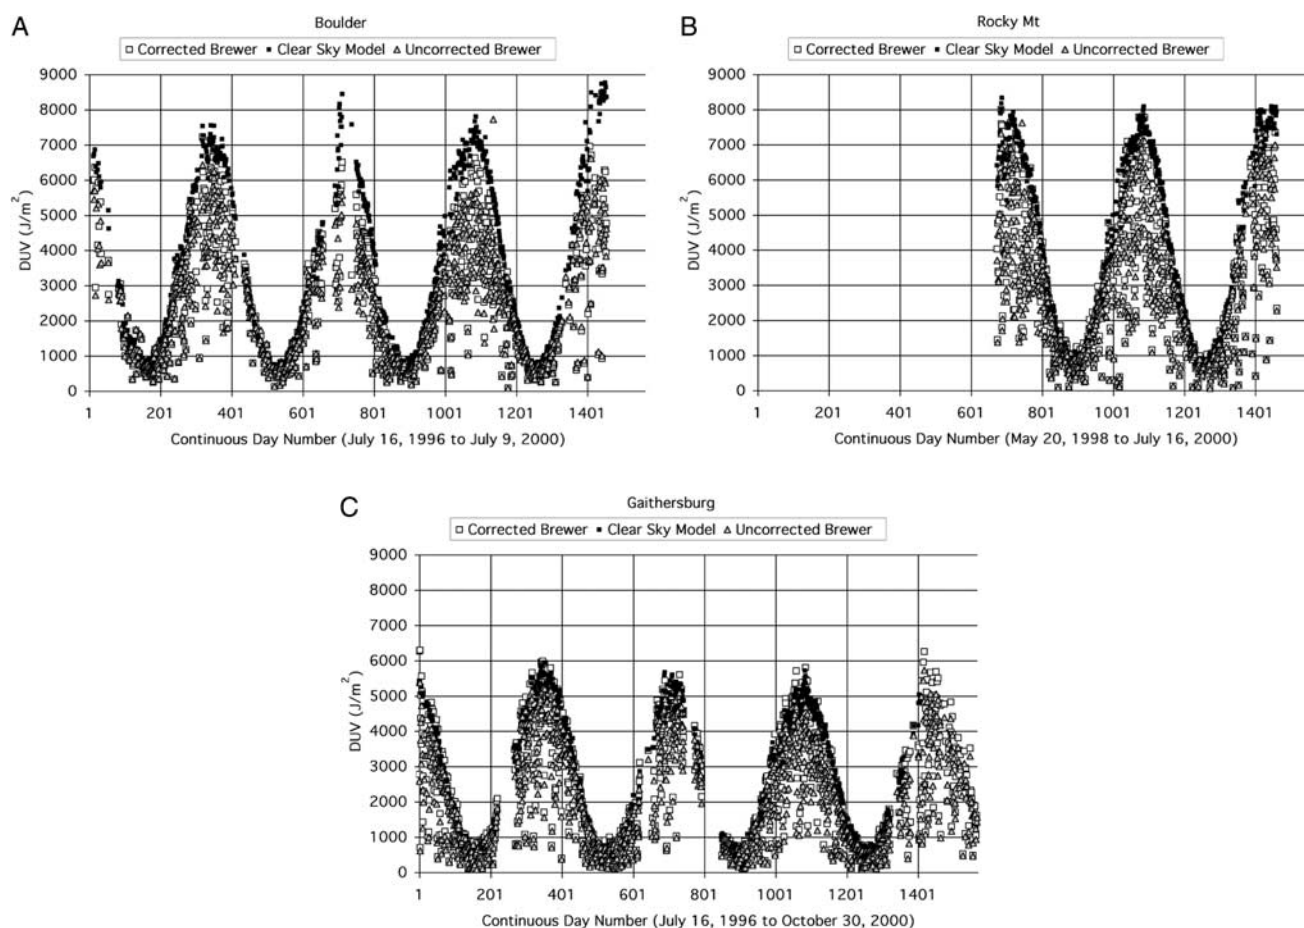 A
Boulder
□ Corrected Brewer ▪ Clear Sky Model △ Uncorrected Brewer
9000
8000
7000
6000
5000
4000
3000
2000
1000
0
DUV (J/m²)
1 201 401 601 801 1001 1201 1401
Continuous Day Number (July 16, 1996 to July 9, 2000)
B
Rocky Mt
□ Corrected Brewer ▪ Clear Sky Model △ Uncorrected Brewer
9000
8000
7000
6000
5000
4000
3000
2000
1000
0
DUV (J/m²)
1 201 401 601 801 1001 1201 1401
Continuous Day Number (May 20, 1998 to July 16, 2000)
C
Gaithersburg
□ Corrected Brewer ▪ Clear Sky Model △ Uncorrected Brewer
9000
8000
7000
6000
5000
4000
3000
2000
1000
0
DUV (J/m²)
1 201 401 601 801 1001 1201 1401
Continuous Day Number (July 16, 1996 to October 30, 2000)